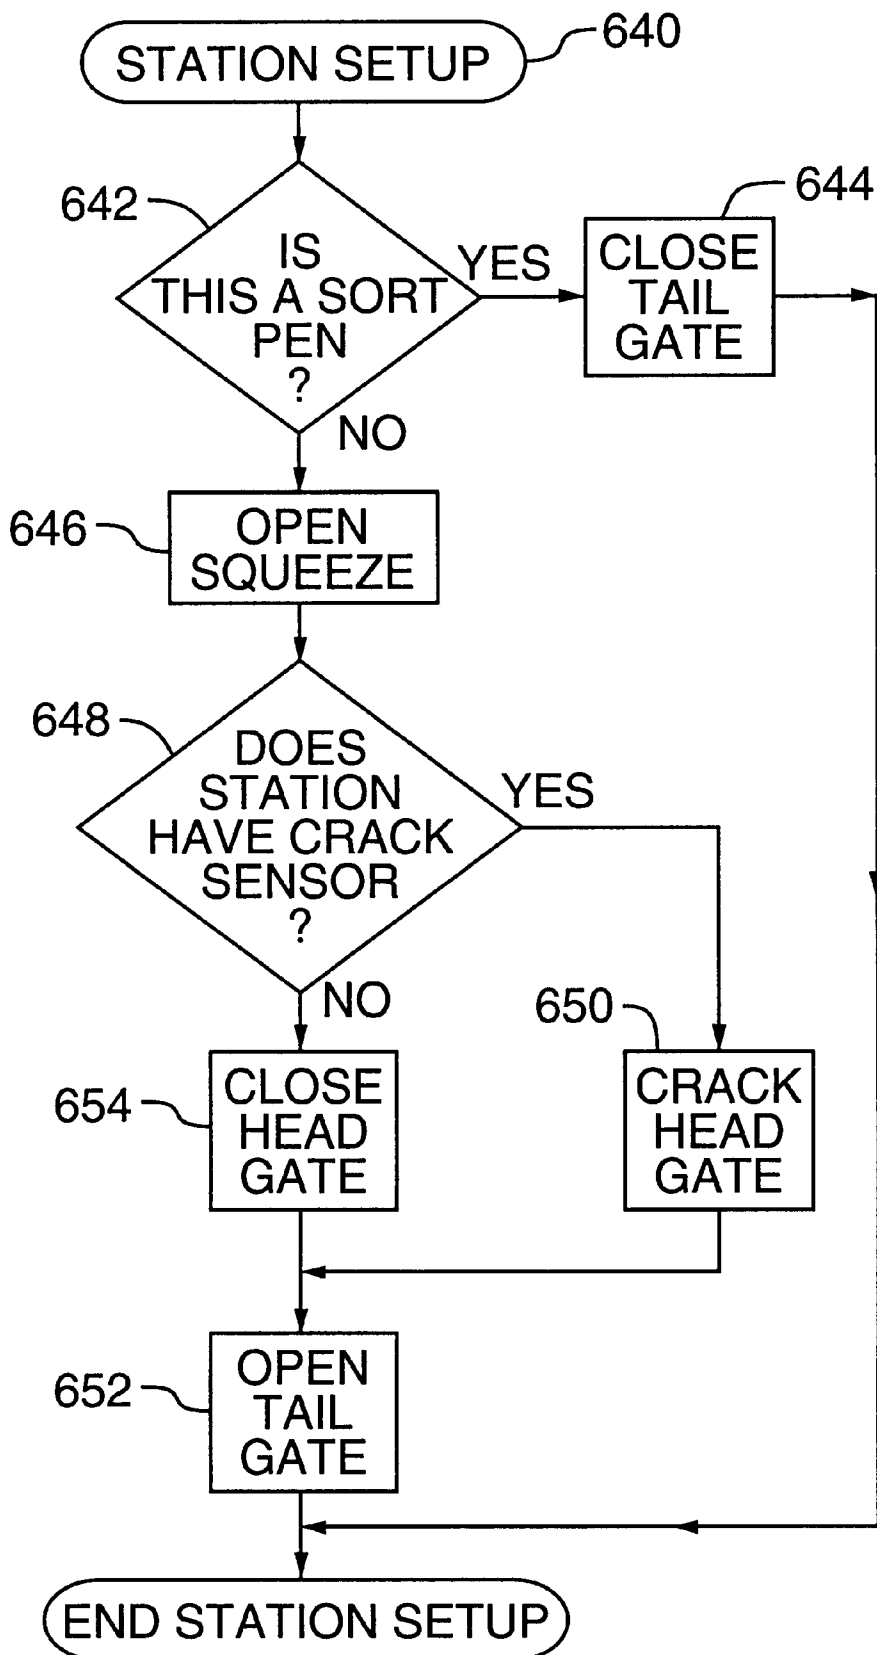 STATION SETUP
640
642
IS
THIS A SORT
PEN
?
YES
644
CLOSE
TAIL
GATE
NO
646
OPEN
SQUEEZE
648
DOES
STATION
HAVE CRACK
SENSOR
?
YES
NO
650
654
CLOSE
HEAD
GATE
CRACK
HEAD
GATE
652
OPEN
TAIL
GATE
END STATION SETUP